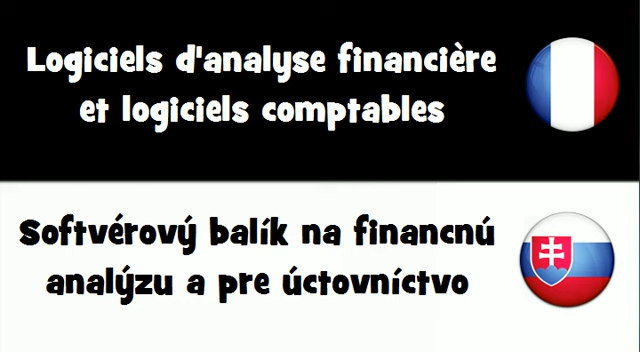 Logiciels d'analyse financière
et logiciels comptables
Softvérový balík na financnú
analýzu a pre úctovníctvo